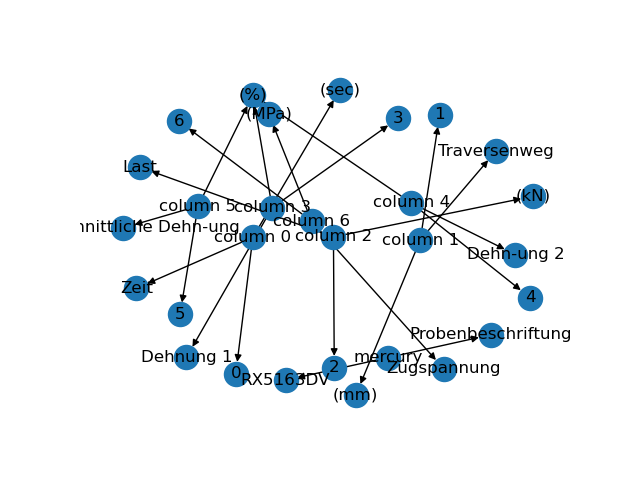 (%)
(sec)
(MPa)
6
3
1
Traversenweg
Last
(kN)
column 5
column 3
column 4
column 6
nittliche Dehn-ung
column 0
column 2
column 1
Dehn-ung 2
Zeit
4
5
Probenbeschriftung
Dehnung 1
mercury
0
RX5163DV
2
Zugspannung
(mm)